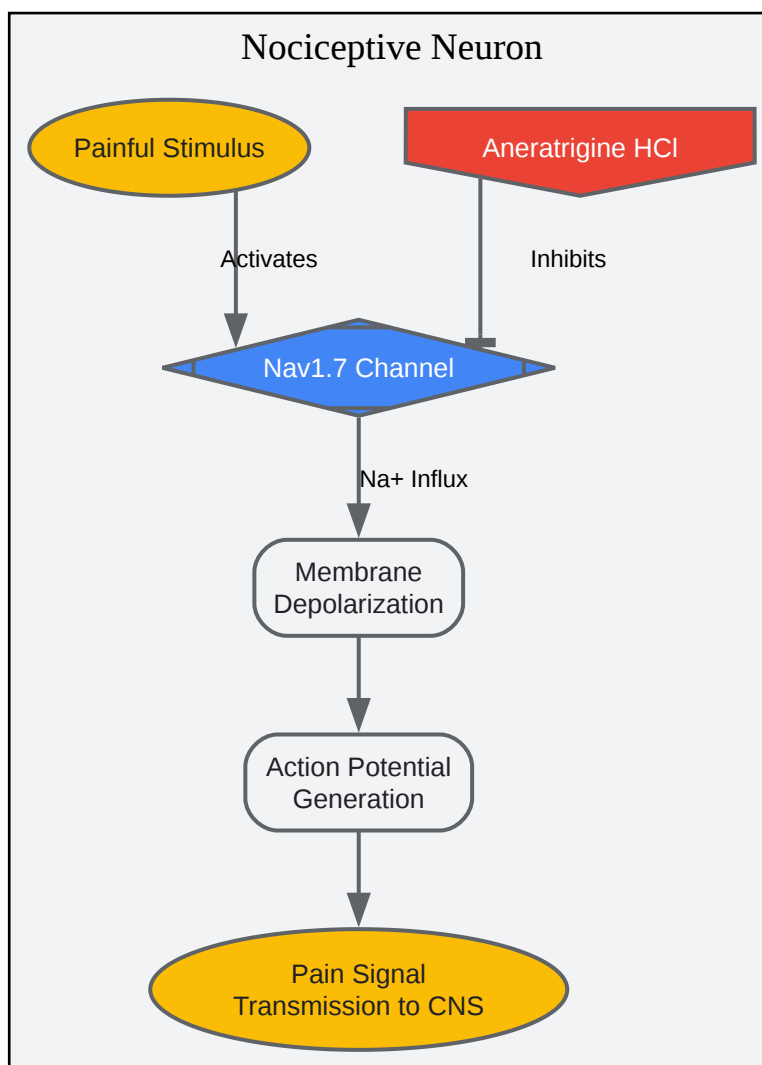 Nociceptive Neuron
Painful Stimulus
Aneratrigine HCl
Activates
Inhibits
Nav1.7 Channel
Na+ Influx
Membrane
Depolarization
Action Potential
Generation
Pain Signal
Transmission to CNS